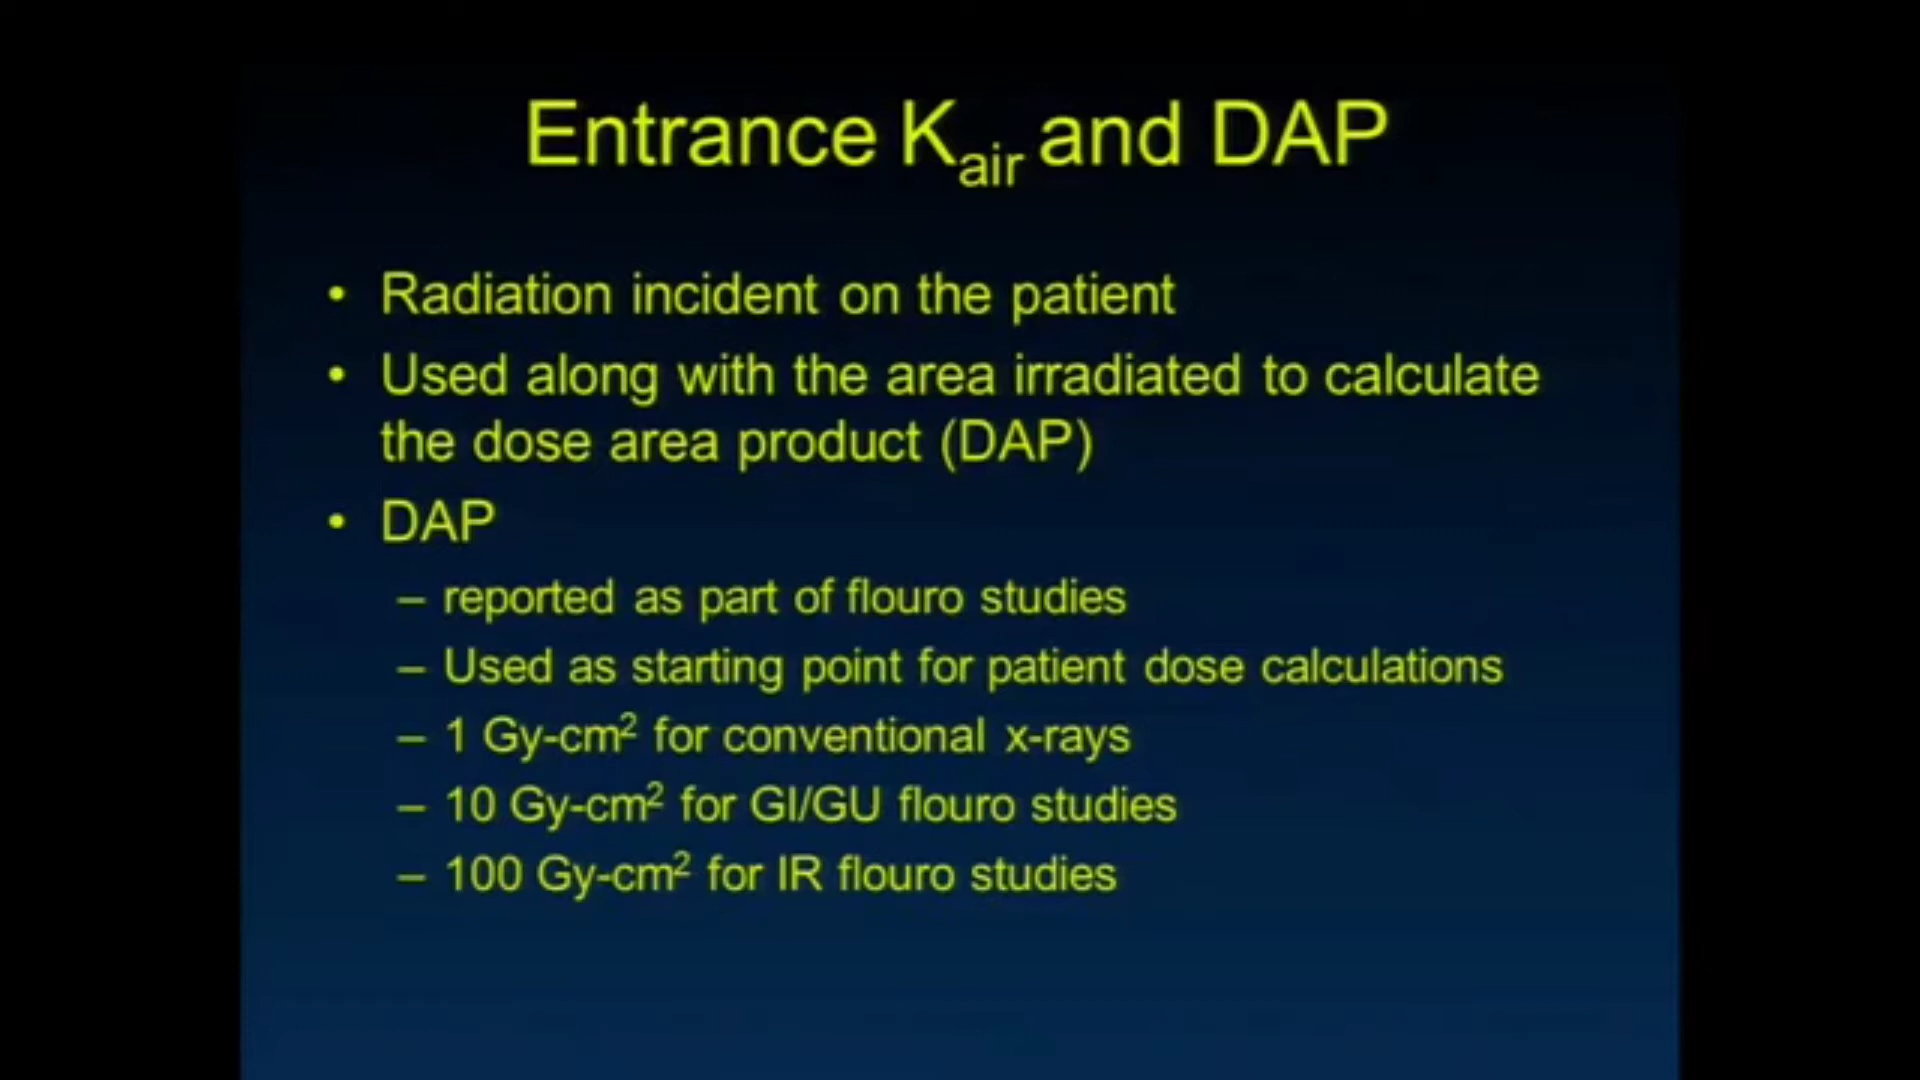 Entrance Kair and DAP
• Radiation incident on the patient
• Used along with the area irradiated to calculate
the dose area product (DAP)
• DAP
– reported as part of flouro studies
– Used as starting point for patient dose calculations
– 1 Gy-cm² for conventional x-rays
– 10 Gy-cm² for GI/GU flouro studies
– 100 Gy-cm² for IR flouro studies